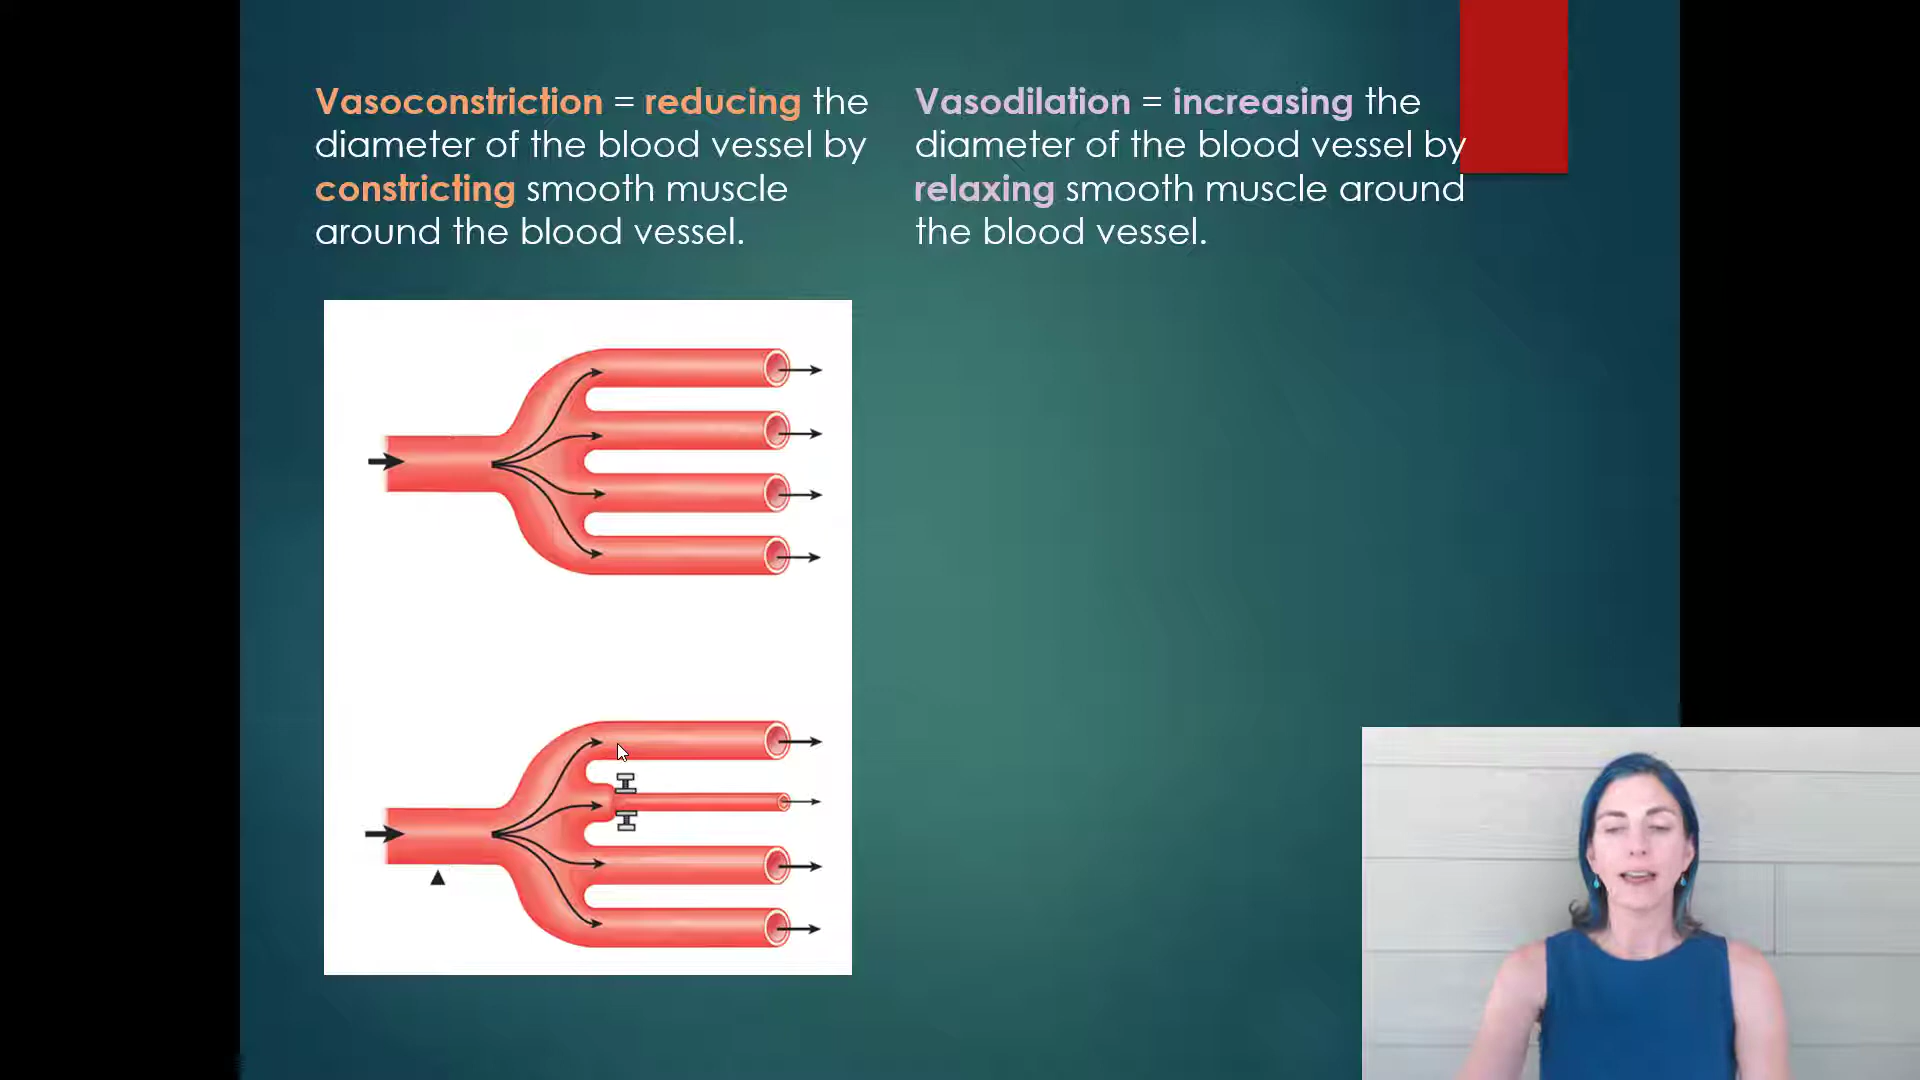 Vasoconstriction = reducing the
diameter of the blood vessel by
constricting smooth muscle
around the blood vessel.
Vasodilation = increasing the
diameter of the blood vessel by
relaxing smooth muscle around
the blood vessel.